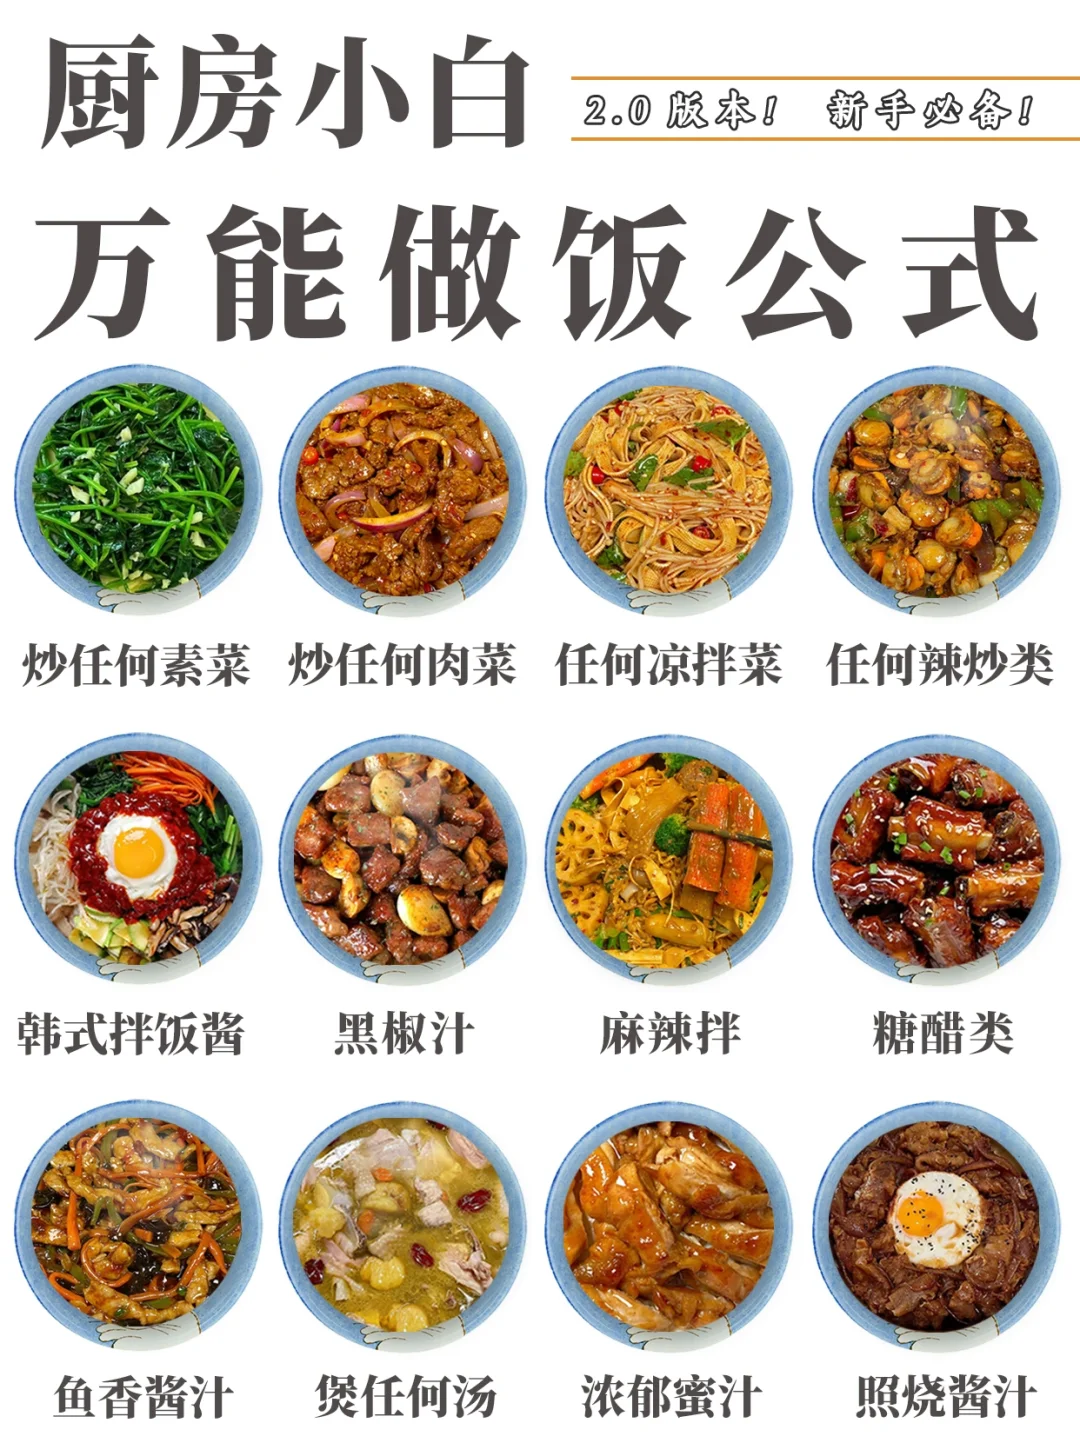 厨房小白
2.0版本! 新手必备!
万能做饭公式
炒任何素菜
炒任何肉菜
任何凉拌菜
任何辣炒类
韩式拌饭酱
黑椒汁
麻辣拌
糖醋类
鱼香酱汁
煲任何汤
浓郁蜜汁
照烧酱汁